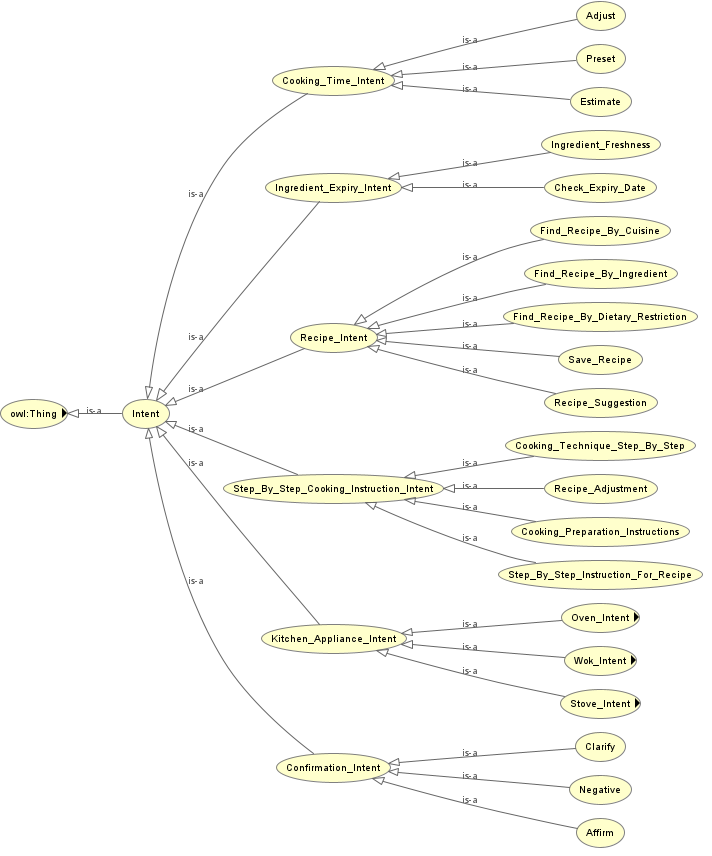 Adjust
is-a
Preset
is-a
Cooking_Time_Intent
is-a
Estimate
Ingredient_Freshness
is-a
Ingredient_Expiry_Intent
is-a
Check_Expiry_Date
is-a
Find_Recipe_By_Cuisine
is-a
Find_Recipe_By_Ingredient
is-a
Find_Recipe_By_Dietary_Restriction
is-a
is-a
Recipe_Intent
is-a
Save_Recipe
is-a
is-a
Recipe_Suggestion
owl:Thing
is-a
Intent
is-a
Cooking_Technique_Step_By_Step
is-a
is-a
Step_By_Step_Cooking_Instruction_Intent
is-a
Recipe_Adjustment
is-a
Cooking_Preparation_Instructions
is-a
Step_By_Step_Instruction_For_Recipe
is-a
Oven_Intent
is-a
Kitchen_Appliance_Intent
is-a
Wok_Intent
is-a
Stove_Intent
Clarify
is-a
Confirmation_Intent
is-a
Negative
is-a
Affirm